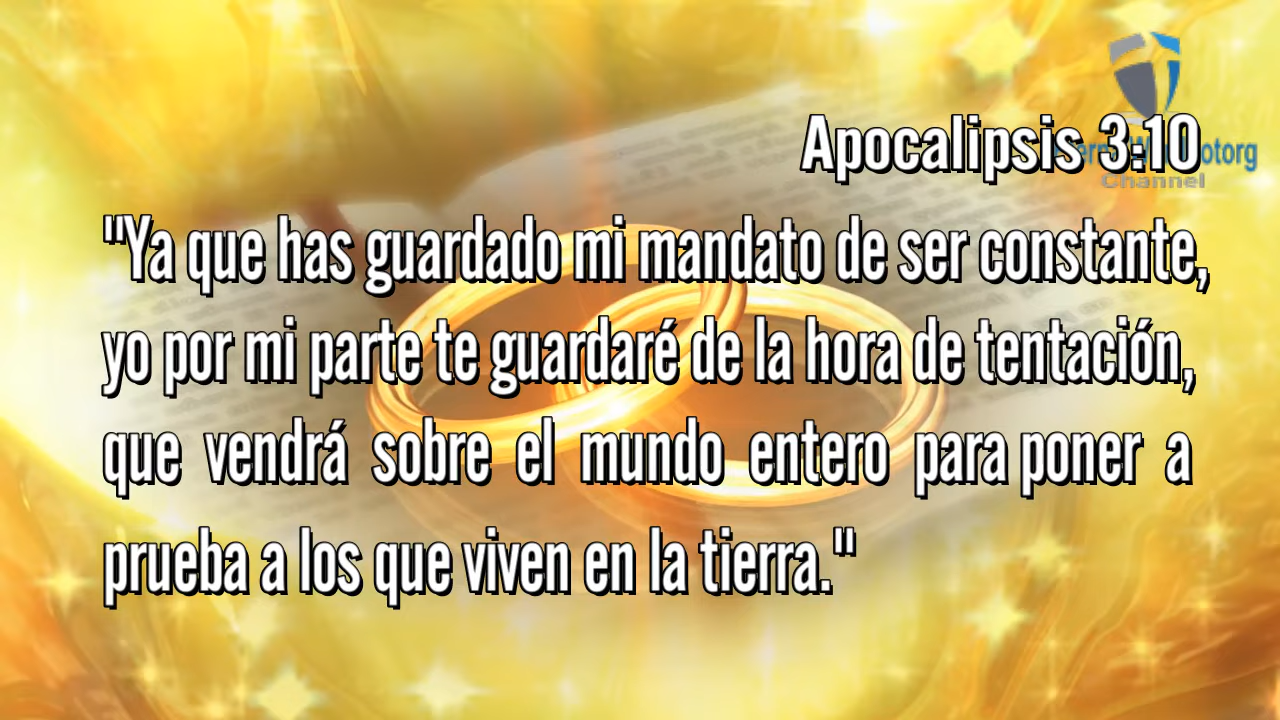 Apocalipsis 3:10
Channel
"Ya que has guardado mi mandato de ser constante,
yo por mi parte te guardaré de la hora de tentación,
que vendrá sobre el mundo entero para poner a
prueba a los que viven en la tierra."